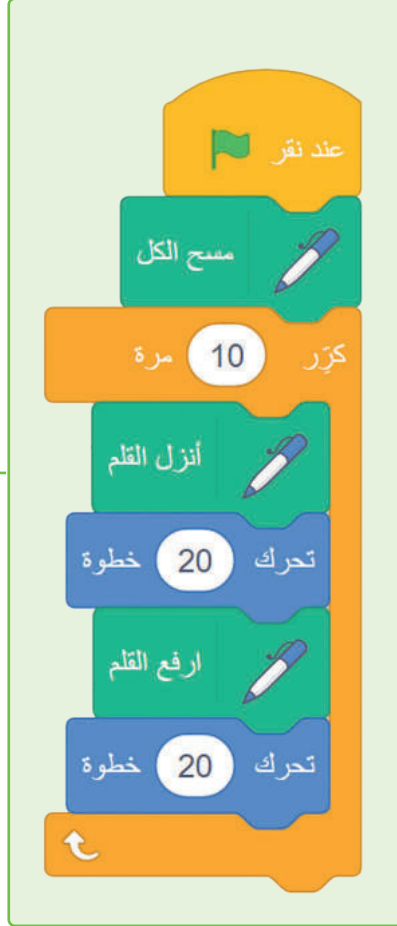 عند نقر
مسح الكل
كرّر 10 مرة
أنزل القلم
تحرك 20 خطوة
ارفع القلم
تحرك 20 خطوة